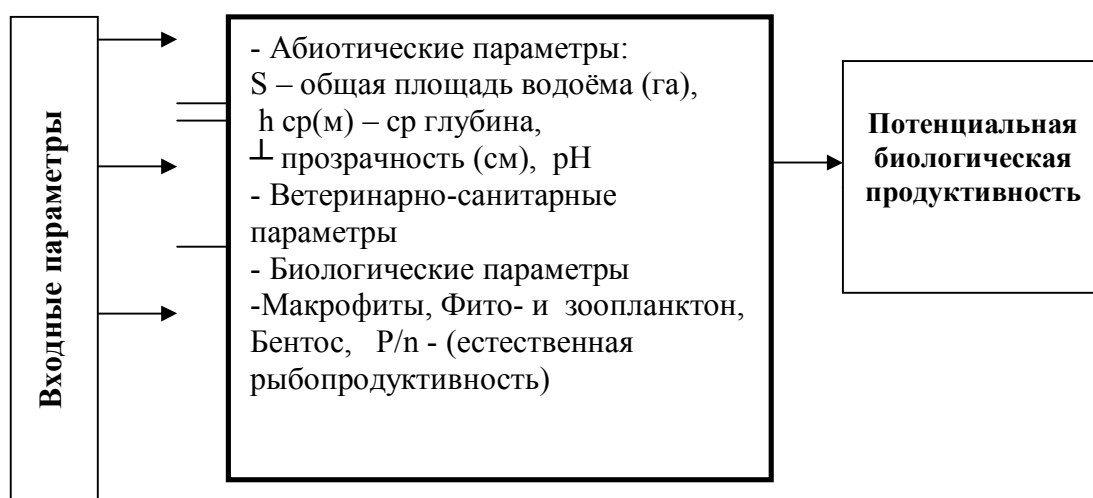 Входные параметры
- Абиотические параметры:
S – общая площадь водоёма (га),
h ср(м) – ср глубина,
┴ прозрачность (см), рН
- Ветеринарно-санитарные
параметры
- Биологические параметры
-Макрофиты, Фито- и зоопланктон,
Бентос, Р/n - (естественная
рыбопродуктивность)
Потенциальная
биологическая
продуктивность